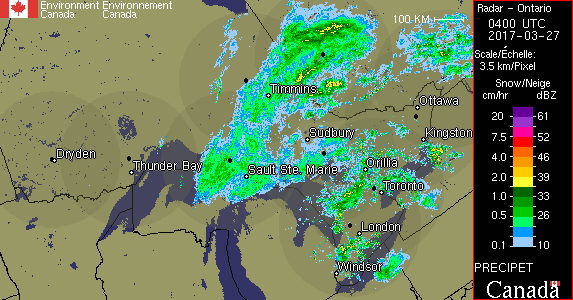 Environment Environnement
Canada Canada
100 KM
Timmins
Ottawa
Sudbury
Kingston
Dryden
Thunder Bay
Sault Ste. Marie
Orillia
Toronto
London
Windsor
Radar - Ontario
0400 UTC
2017-03-27
Scale/Échelle:
3.5 km/Pixel
Snow/Neige
cm/hr dBZ
20 61
7.5 52
4.0 46
2.0 39
1.0 33
0.5 26
0.1 10
PRECIPET
Canada